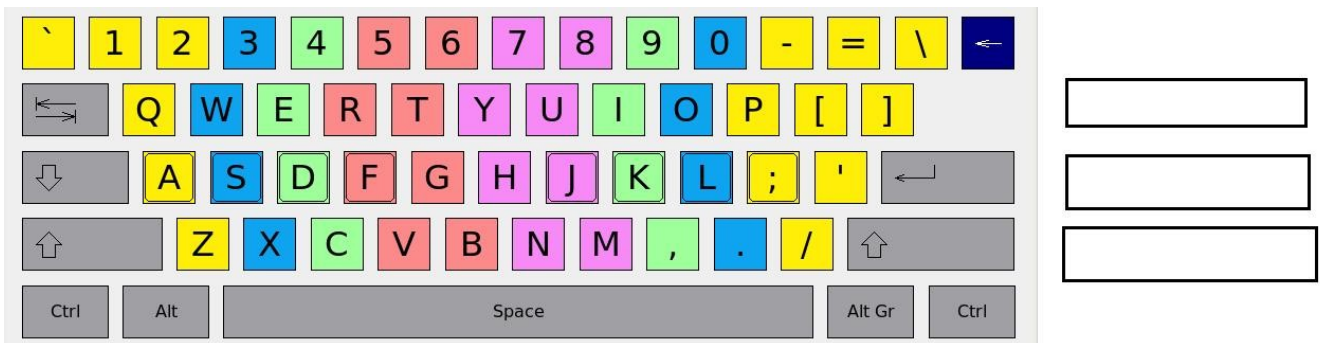 ` 1 2 3 4 5 6 7 8 9 0 - = \ ←
Q W E R T Y U I O P [ ]
A S D F G H J K L ; '
Z X C V B N M , . /
Ctrl Alt Space Alt Gr Ctrl